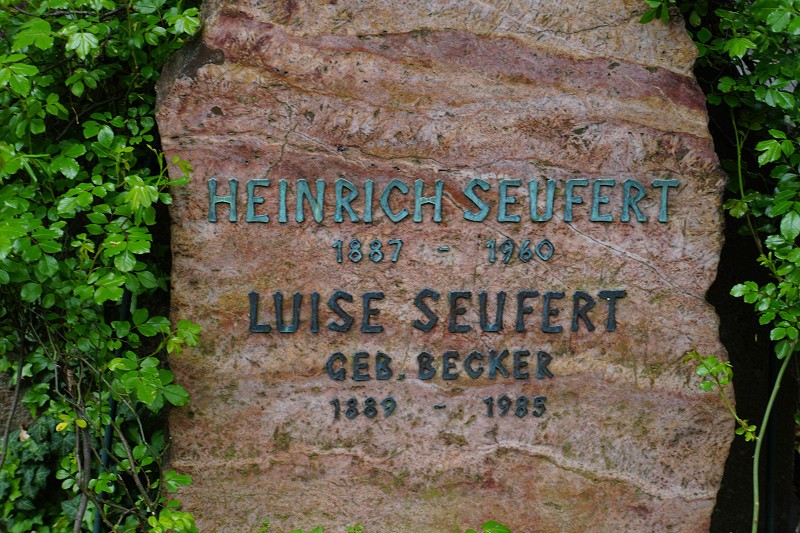 HEINRICH SEUFERT
1887 - 1960
LUISE SEUFERT
GEB. BECKER
1889 - 1985